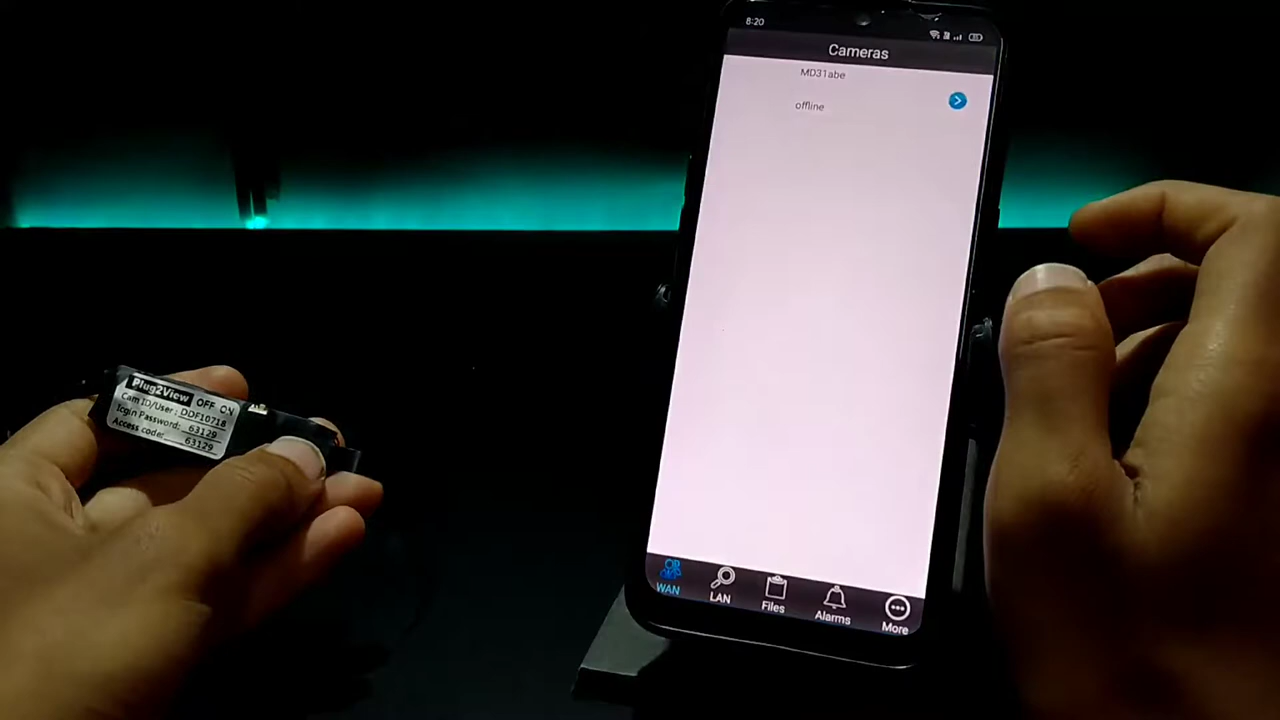 8:20
Cameras
MD31abe
offline
WAN
LAN
Files
Alarms
More
Plug2View
OFF ON
Cam ID/User: DDF10718
Icgin Password: 63129
Access code: 63129